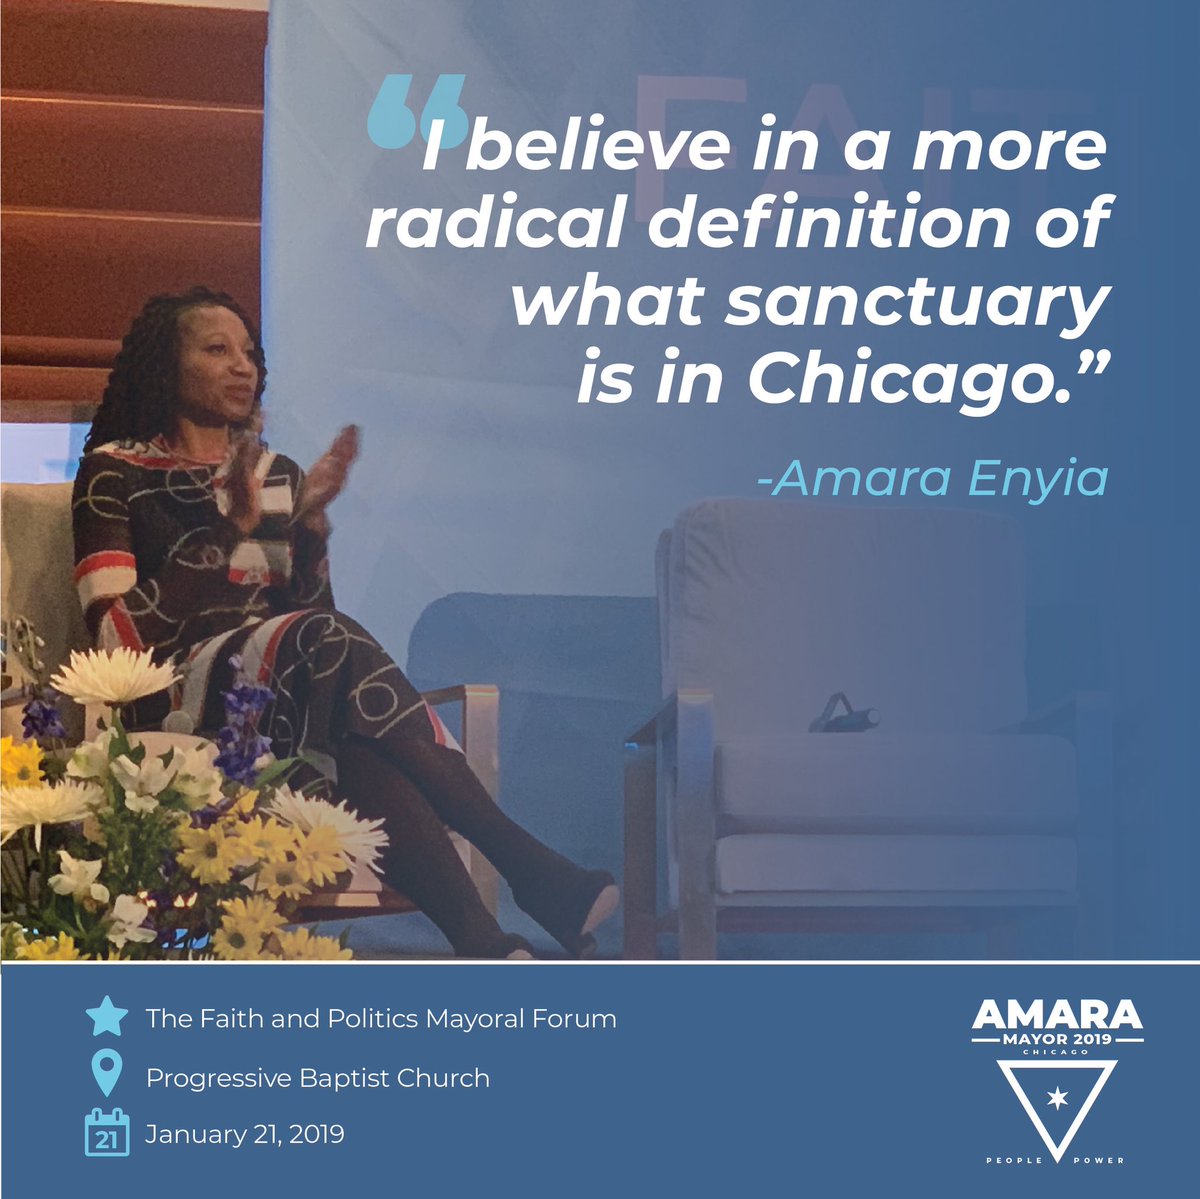 FAIT
“I believe in a more
radical definition of
what sanctuary
is in Chicago.”
-Amara Enyia
The Faith and Politics Mayoral Forum
Progressive Baptist Church
21
January 21, 2019
AMARA
MAYOR 2019
CHICAGO
PEOPLE POWER